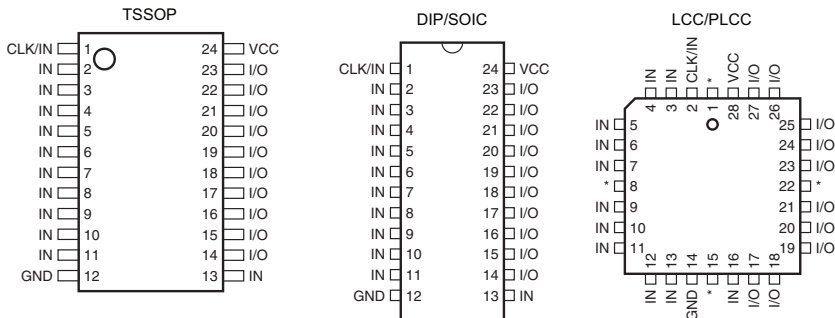 TSSOP
CLK/IN 1 24 VCC
IN 2 23 I/O
IN 3 22 I/O
IN 4 21 I/O
IN 5 20 I/O
IN 6 19 I/O
IN 7 18 I/O
IN 8 17 I/O
IN 9 16 I/O
IN 10 15 I/O
IN 11 14 I/O
GND 12 13 IN
DIP/SOIC
CLK/IN 1 24 VCC
IN 2 23 I/O
IN 3 22 I/O
IN 4 21 I/O
IN 5 20 I/O
IN 6 19 I/O
IN 7 18 I/O
IN 8 17 I/O
IN 9 16 I/O
IN 10 15 I/O
IN 11 14 I/O
GND 12 13 IN
LCC/PLCC
IN IN CLK/IN * VCC I/O I/O
4 3 2 1 28 27 26
IN 5 25 I/O
IN 6 24 I/O
IN 7 23 I/O
* 8 22 *
IN 9 21 I/O
IN 10 20 I/O
IN 11 19 I/O
12 13 14 15 16 17 18
IN IN GND * IN I/O I/O